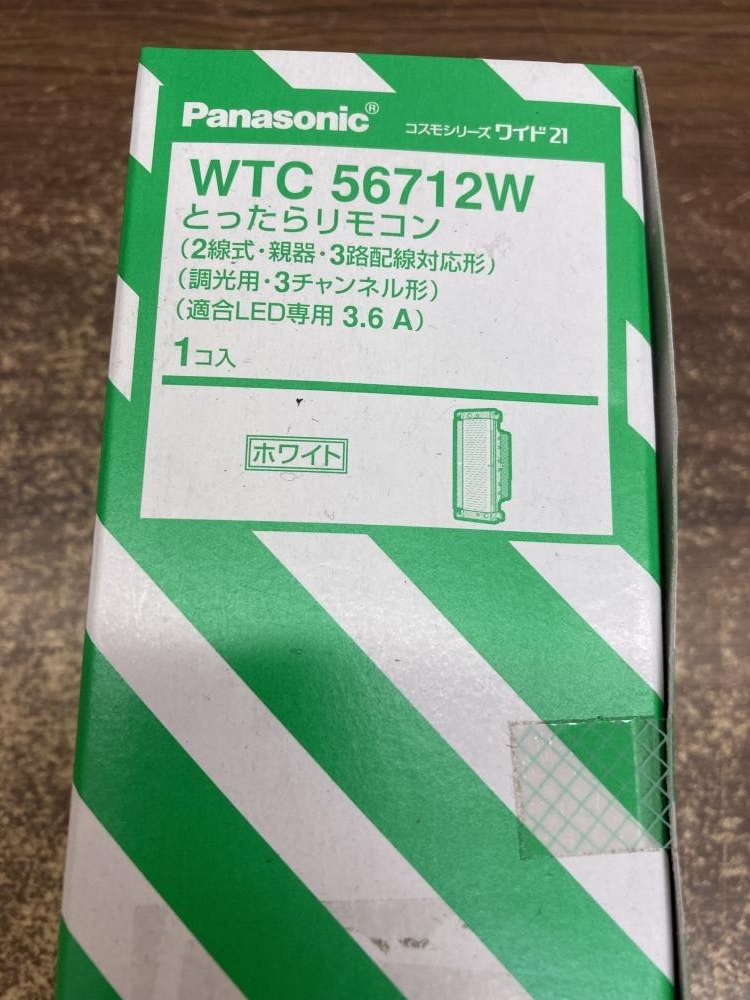 Panasonic® コスモシリーズ ワイド21
WTC 56712W
とったらリモコン
(2線式・親器・3路配線対応形)
(調光用・3チャンネル形)
(適合LED専用 3.6 A)
1コ入
ホワイト